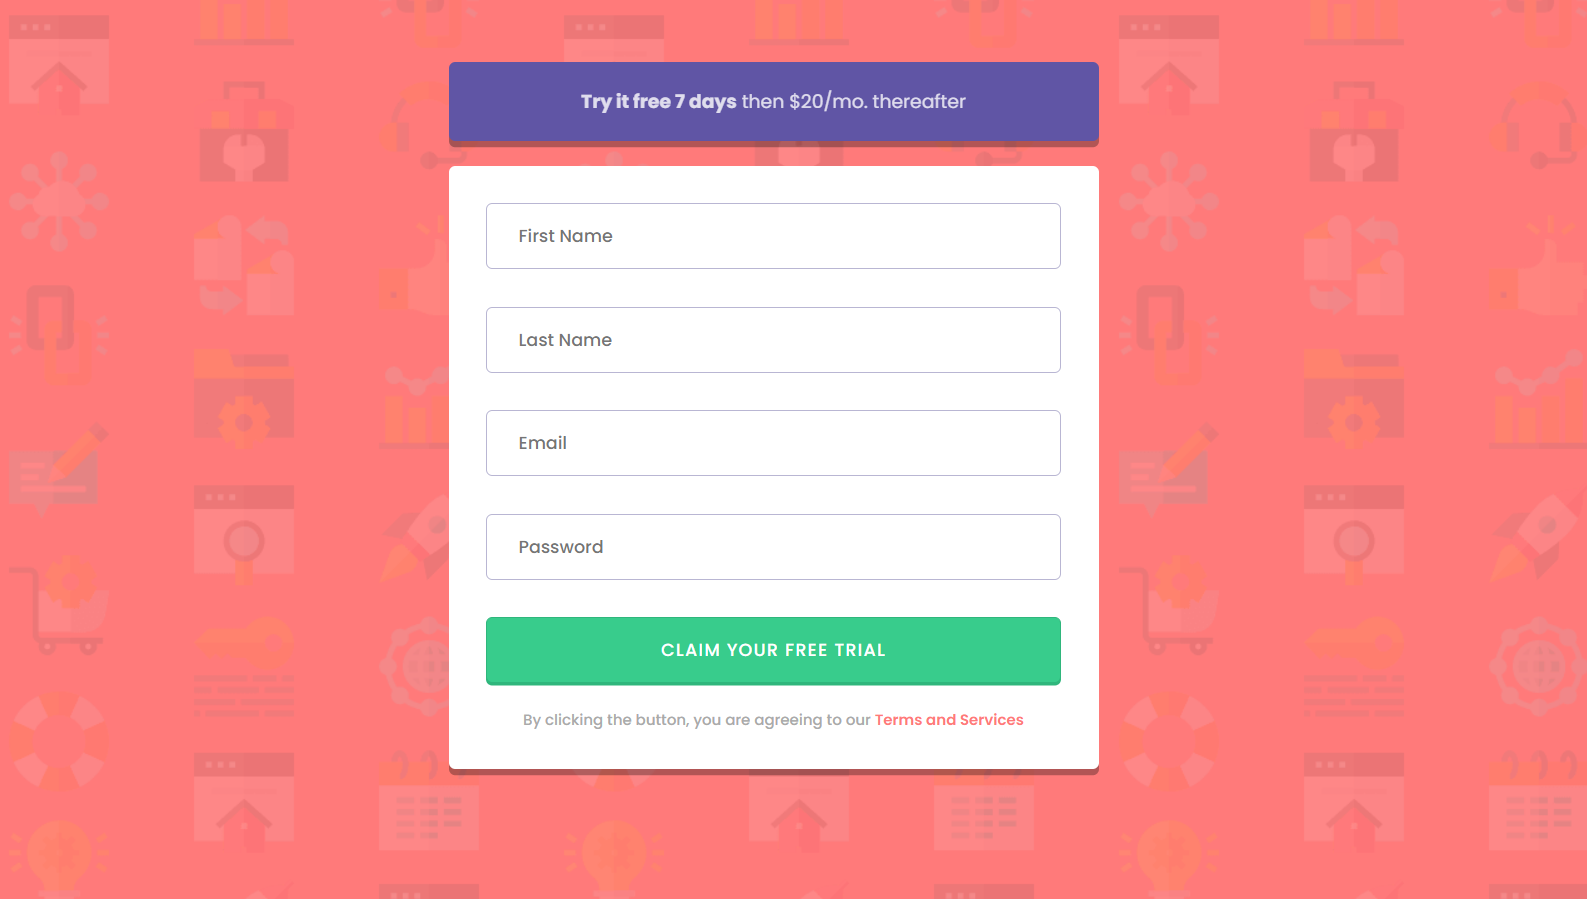 Try it free 7 days then $20/mo. thereafter
First Name
Last Name
Email
Password
CLAIM YOUR FREE TRIAL
By clicking the button, you are agreeing to our Terms and Services